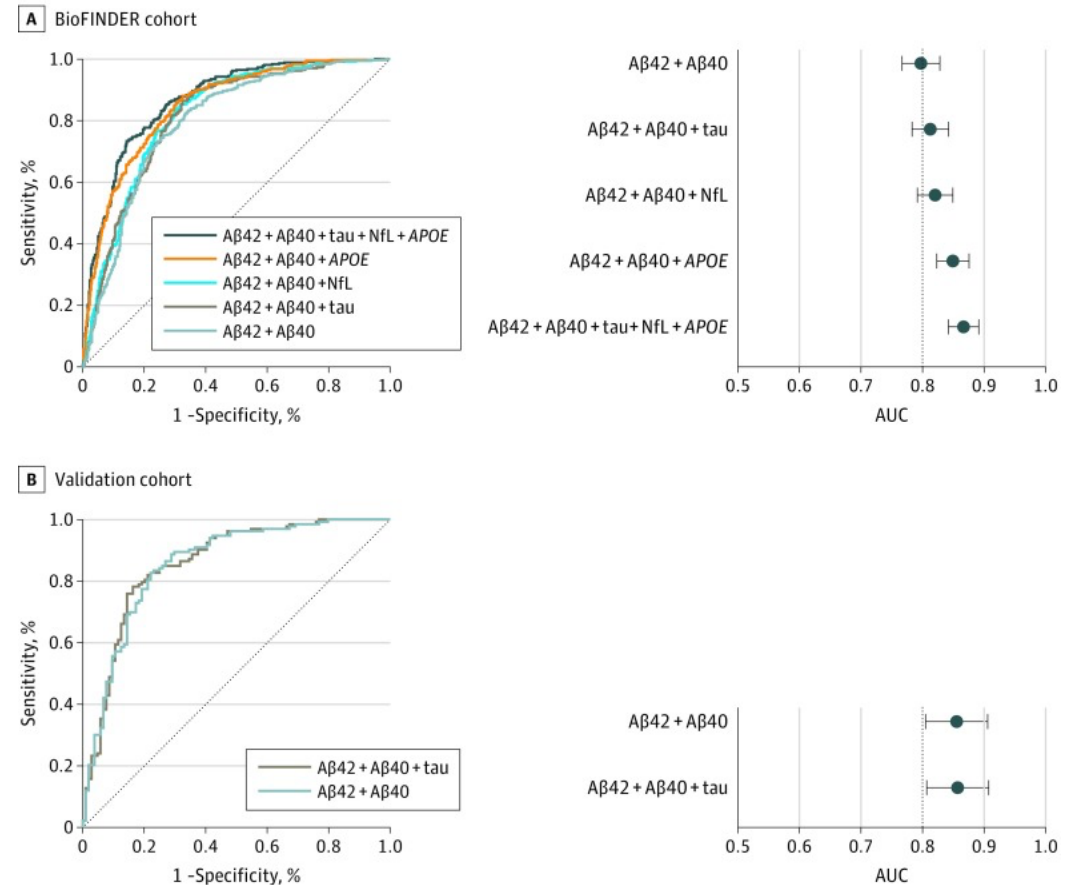 A BioFINDER cohort
1.0
0.8
0.6
0.4
0.2
0
Sensitivity, %
0 0.2 0.4 0.6 0.8 1.0
1 -Specificity, %
Aβ42 + Aβ40 + tau + NfL + APOE
Aβ42 + Aβ40 + APOE
Aβ42 + Aβ40 + NfL
Aβ42 + Aβ40 + tau
Aβ42 + Aβ40
Aβ42 + Aβ40
Aβ42 + Aβ40 + tau
Aβ42 + Aβ40 + NfL
Aβ42 + Aβ40 + APOE
Aβ42 + Aβ40 + tau + NfL + APOE
0.5 0.6 0.7 0.8 0.9 1.0
AUC
B Validation cohort
1.0
0.8
0.6
0.4
0.2
0
Sensitivity, %
0 0.2 0.4 0.6 0.8 1.0
1 -Specificity, %
Aβ42 + Aβ40 + tau
Aβ42 + Aβ40
Aβ42 + Aβ40
Aβ42 + Aβ40 + tau
0.5 0.6 0.7 0.8 0.9 1.0
AUC